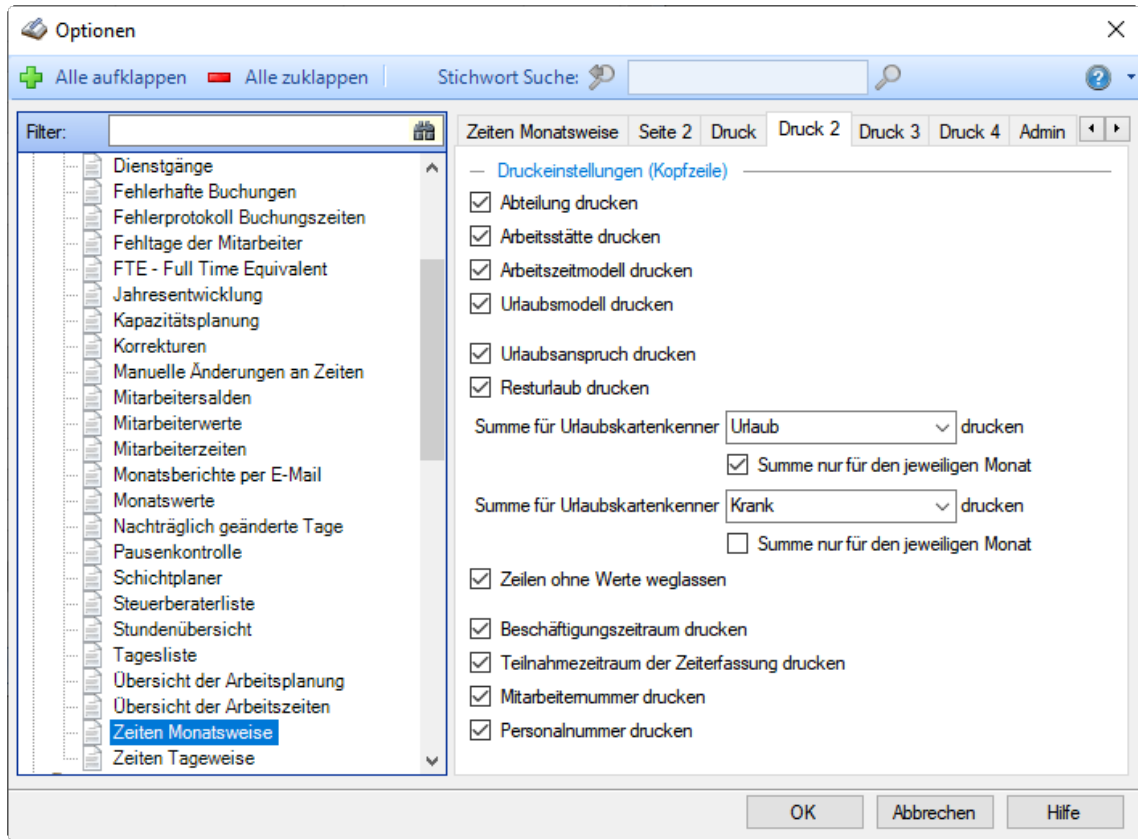 Optionen
Alle aufklappen Alle zuklappen Stichwort Suche:
Filter:
Dienstgänge
Fehlerhafte Buchungen
Fehlerprotokoll Buchungszeiten
Fehltage der Mitarbeiter
FTE - Full Time Equivalent
Jahresentwicklung
Kapazitätsplanung
Korrekturen
Manuelle Änderungen an Zeiten
Mitarbeitersalden
Mitarbeiterwerte
Mitarbeiterzeiten
Monatsberichte per E-Mail
Monatswerte
Nachträglich geänderte Tage
Pausenkontrolle
Schichtplaner
Steuerberaterliste
Stundenübersicht
Tagesliste
Übersicht der Arbeitsplanung
Übersicht der Arbeitszeiten
Zeiten Monatsweise
Zeiten Tageweise
Zeiten Monatsweise Seite 2 Druck Druck 2 Druck 3 Druck 4 Admin
Druckeinstellungen (Kopfzeile)
Abteilung drucken
Arbeitsstätte drucken
Arbeitszeitmodell drucken
Urlaubsmodell drucken
Urlaubsanspruch drucken
Resturlaub drucken
Summe für Urlaubskartenkenner Urlaub drucken
Summe nur für den jeweiligen Monat
Summe für Urlaubskartenkenner Krank drucken
Summe nur für den jeweiligen Monat
Zeilen ohne Werte weglassen
Beschäftigungszeitraum drucken
Teilnahmezeitraum der Zeiterfassung drucken
Mitarbeiternummer drucken
Personalnummer drucken
OK Abbrechen Hilfe